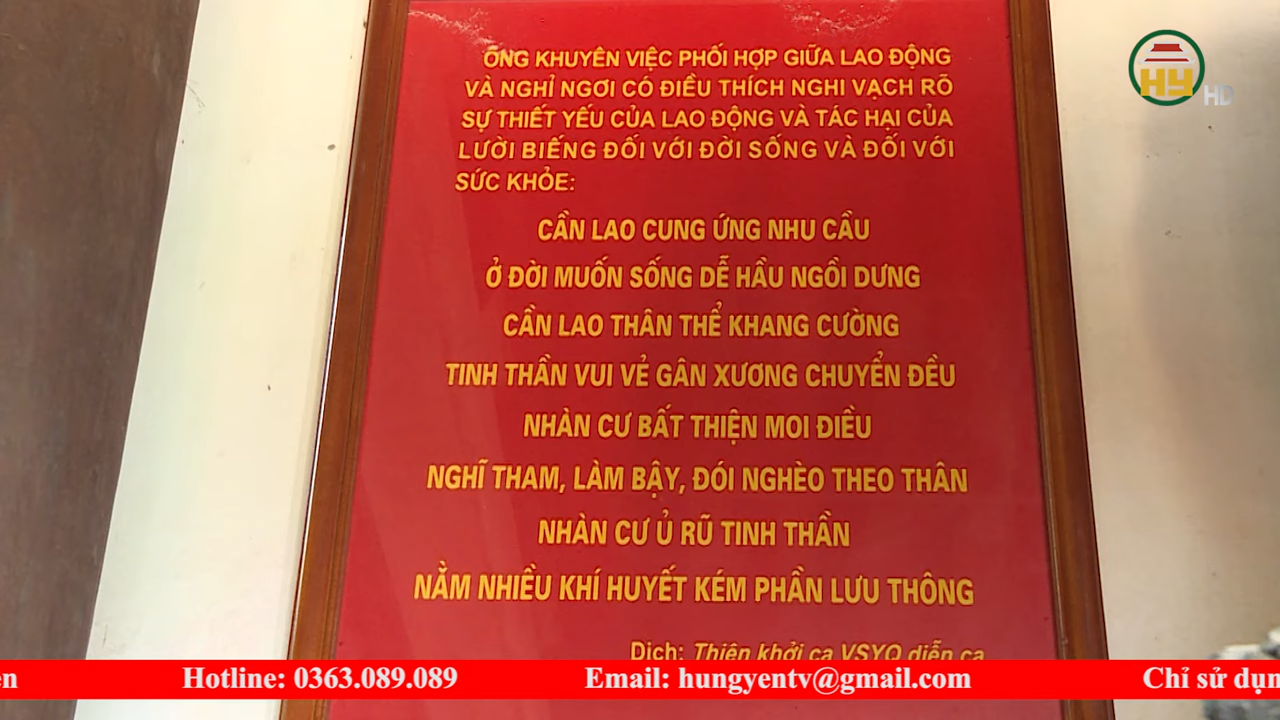 ÔNG KHUYÊN VIỆC PHỐI HỢP GIỮA LAO ĐỘNG
VÀ NGHỈ NGƠI CÓ ĐIỀU THÍCH NGHI VẠCH RÕ
SỰ THIẾT YẾU CỦA LAO ĐỘNG VÀ TÁC HẠI CỦA
LƯỜI BIẾNG ĐỐI VỚI ĐỜI SỐNG VÀ ĐỐI VỚI
SỨC KHỎE:
CẦN LAO CUNG ỨNG NHU CẦU
Ở ĐỜI MUỐN SỐNG DỄ HẦU NGỒI DƯNG
CẦN LAO THÂN THỂ KHANG CƯỜNG
TINH THẦN VUI VẺ GÂN XƯƠNG CHUYỂN ĐỀU
NHÀN CƯ BẤT THIỆN MOI ĐIỀU
NGHĨ THAM, LÀM BẬY, ĐÓI NGHÈO THEO THÂN
NHÀN CƯ Ủ RŨ TINH THẦN
NẰM NHIỀU KHÍ HUYẾT KÉM PHẦN LƯU THÔNG
Dịch: Thiên khởi ca VSYQ diễn ca
HY HD
en Hotline: 0363.089.089 Email: hungyentv@gmail.com Chỉ sử dụn